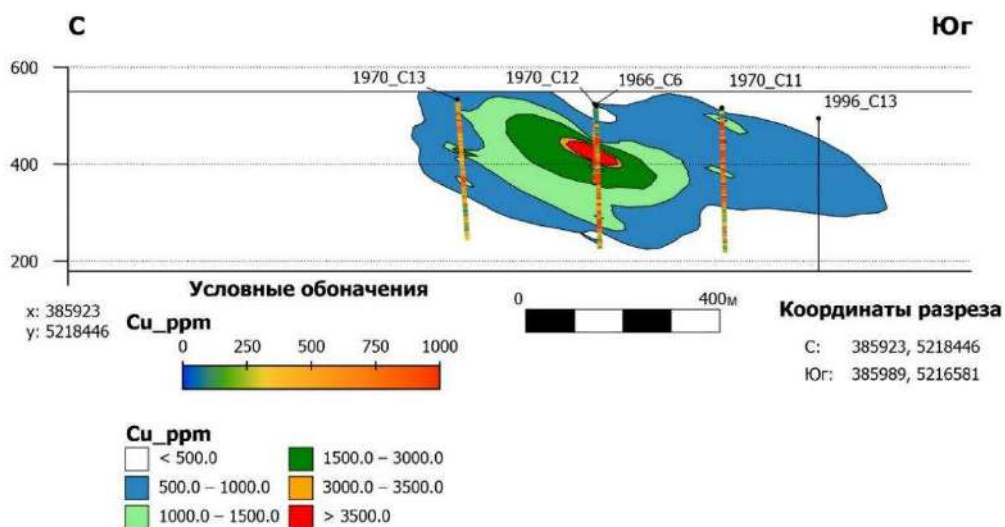 С Юг
600
1970_C13 1970_C12 1966_C6 1970_C11
1996_C13
400
200
Условные обоначения
x: 385923
y: 5218446
Cu_ppm
0 250 500 750 1000
0 400м
Координаты разреза
С: 385923, 5218446
Юг: 385989, 5216581
Cu_ppm
< 500.0 1500.0 – 3000.0
500.0 – 1000.0 3000.0 – 3500.0
1000.0 – 1500.0 > 3500.0